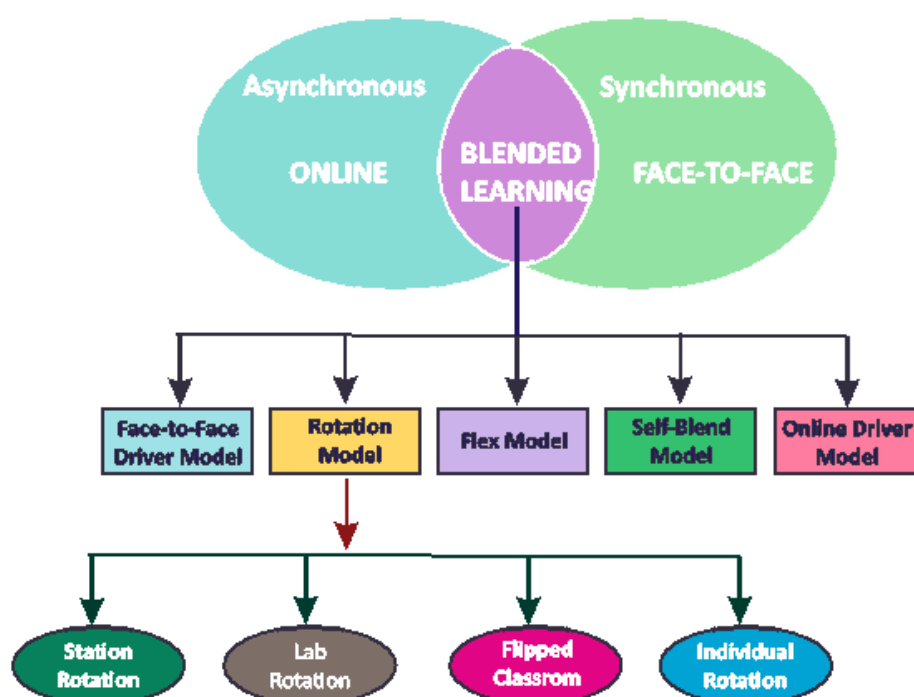 Asynchronous
Synchronous
ONLINE
BLENDED
LEARNING
FACE-TO-FACE
Face-to-Face
Driver Model
Rotation
Model
Flex Model
Self-Blend
Model
Online Driver
Model
Station
Rotation
Lab
Rotation
Flipped
Classrom
Individual
Rotation